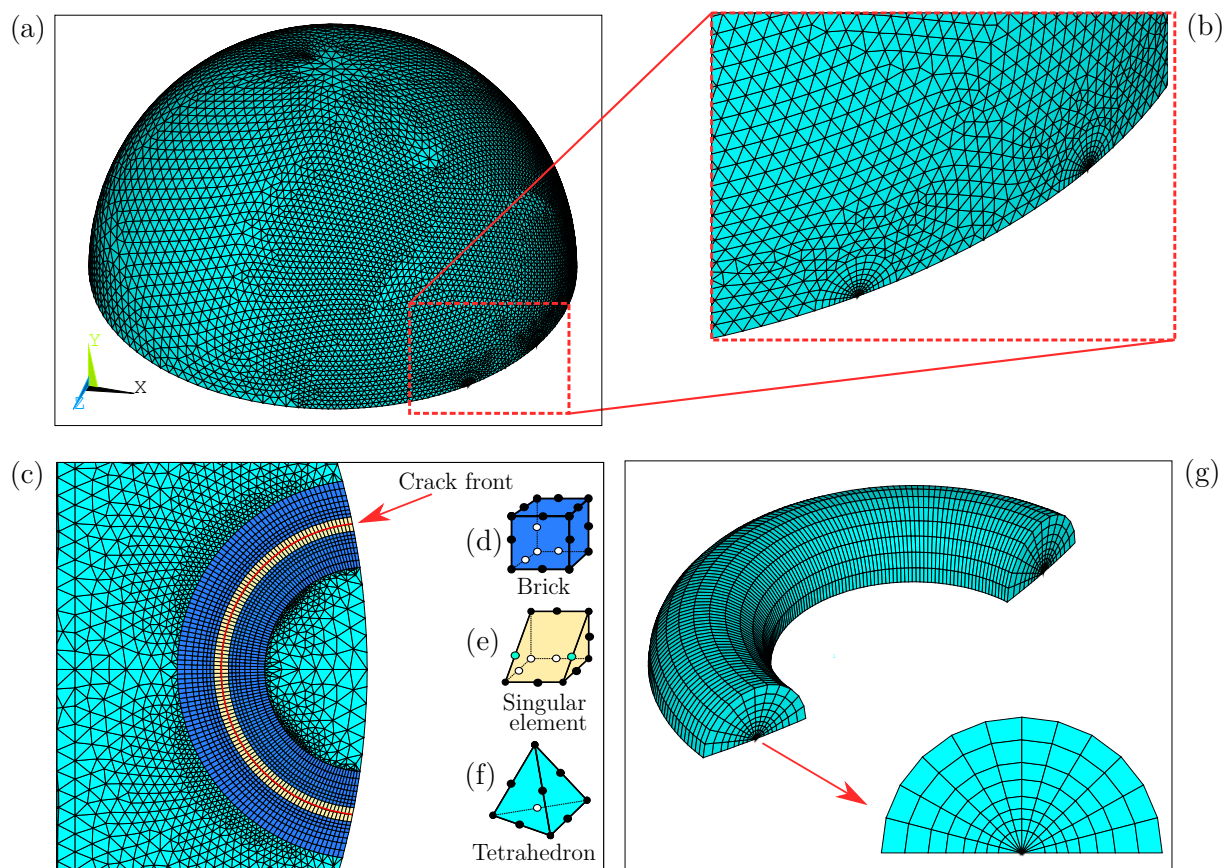 (a)
(b)
Y
X
Z
(c)
Crack front
(d)
Brick
(e)
Singular
element
(f)
Tetrahedron
(g)